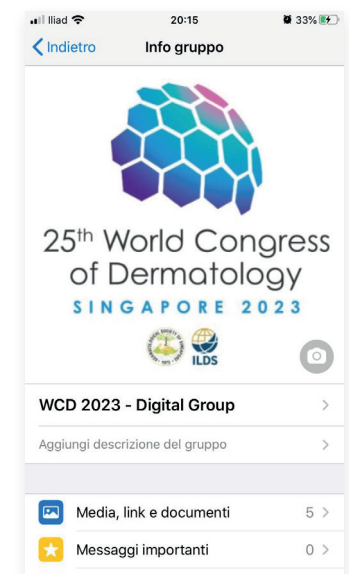 Iliad 20:15 33%
Indietro Info gruppo
25th World Congress
of Dermatology
SINGAPORE 2023
ILDS
WCD 2023 - Digital Group
Aggiungi descrizione del gruppo
Media, link e documenti 5
Messaggi importanti 0